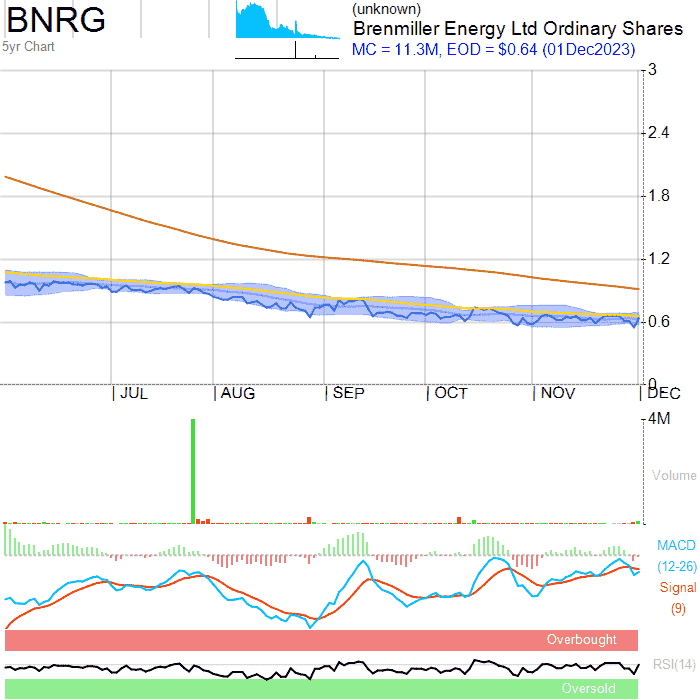 BNRG
5yr Chart
(unknown)
Brenmiller Energy Ltd Ordinary Shares
MC = 11.3M, EOD = $0.64 (01Dec2023)
3
2.4
1.8
1.2
0.6
0
| JUL | AUG | SEP | OCT | NOV | DEC
4M
Volume
MACD
(12-26)
Signal
(9)
Overbought
RSI(14)
Oversold